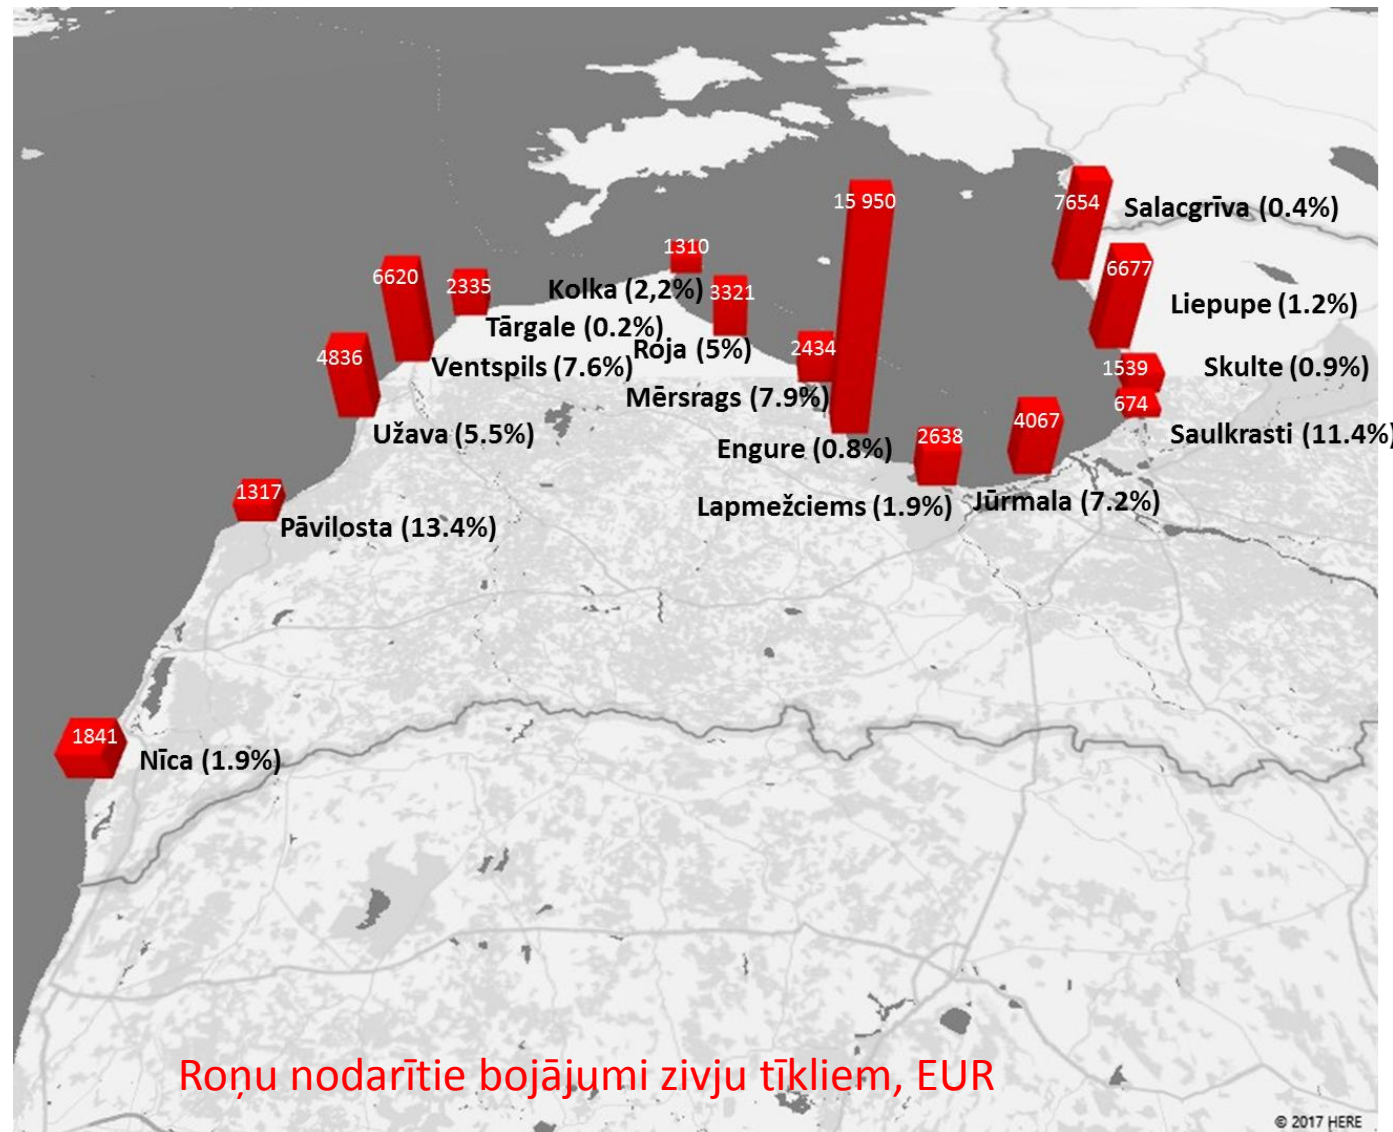 7654
Salacgrīva (0.4%)
15 950
1310
6677
6620
2335
Kolka (2,2%)
3321
Liepupe (1.2%)
Tārgale (0.2%)
4836
Roja (5%)
2434
Ventspils (7.6%)
1539
Skulte (0.9%)
Mērsrags (7.9%)
674
4067
Užava (5.5%)
Engure (0.8%)
2638
Saulkrasti (11.4%)
1317
Lapmežciems (1.9%)
Jūrmala (7.2%)
Pāvilosta (13.4%)
1841
Nīca (1.9%)
Roņu nodarītie bojājumi zivju tīkliem, EUR
© 2017 HERE